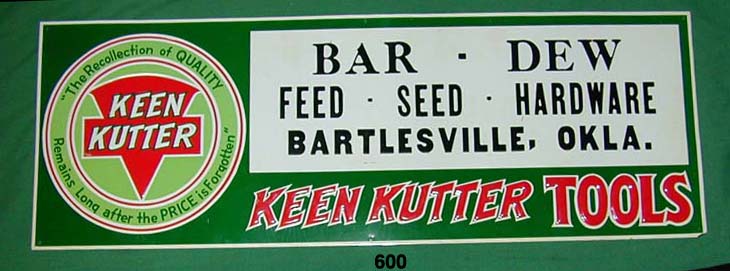 "The Recollection of QUALITY
Remains Long after the PRICE is Forgotten"
KEEN
KUTTER
BAR · DEW
FEED · SEED · HARDWARE
BARTLESVILLE, OKLA.
KEEN KUTTER TOOLS
600